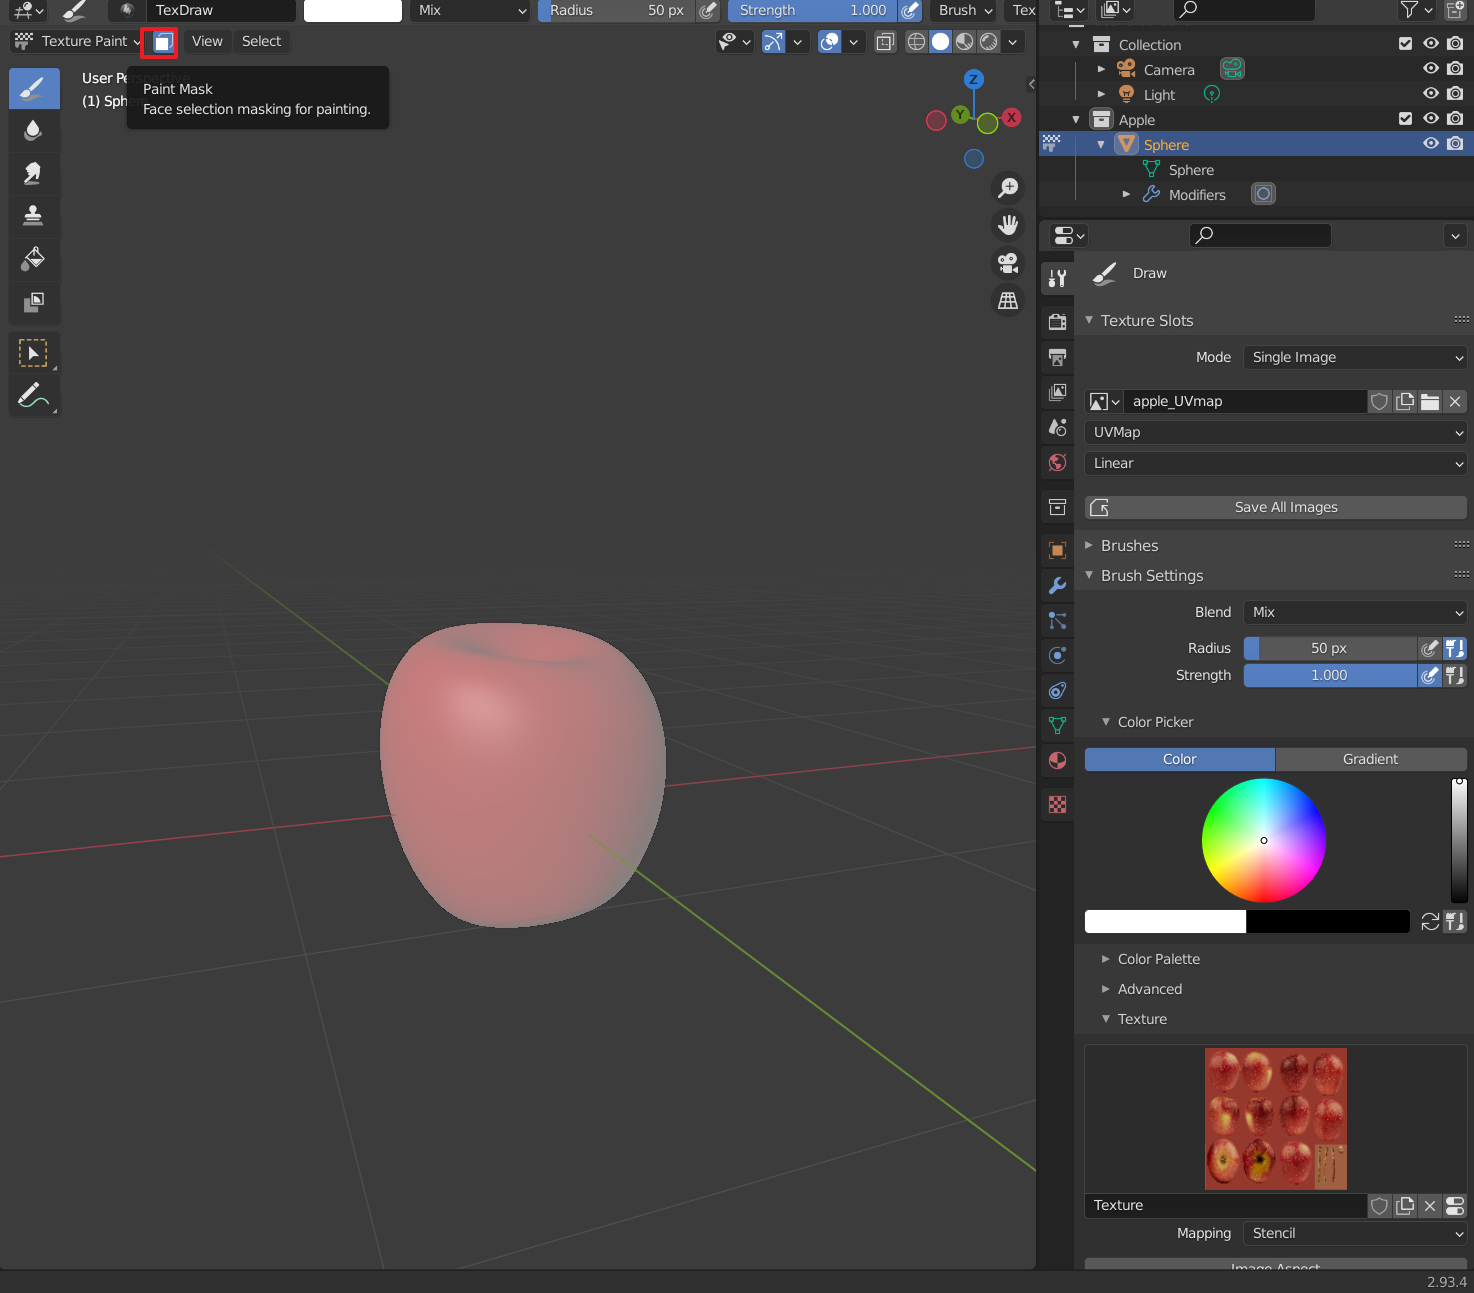 TexDraw
Mix
Radius 50 px
Strength 1.000
Brush
Tex
Texture Paint
View
Select
User Perspective
(1) Sph
Paint Mask
Face selection masking for painting.
Z
Y
X
Collection
Camera
Light
Apple
Sphere
Sphere
Modifiers
Draw
Texture Slots
Mode Single Image
apple_UVmap
UVMap
Linear
Save All Images
Brushes
Brush Settings
Blend Mix
Radius 50 px
Strength 1.000
Color Picker
Color Gradient
Color Palette
Advanced
Texture
Texture
Mapping Stencil
Image Aspect
2.93.4